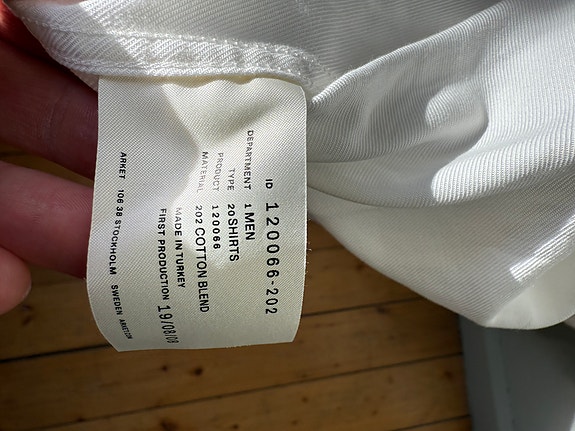 ID 120066-202
DEPARTMENT 1 MEN
TYPE 20 SHIRTS
PRODUCT 120066
MATERIAL 202 COTTON BLEND
MADE IN TURKEY
FIRST PRODUCTION 19/08/09
ARKET 106 38 STOCKHOLM SWEDEN